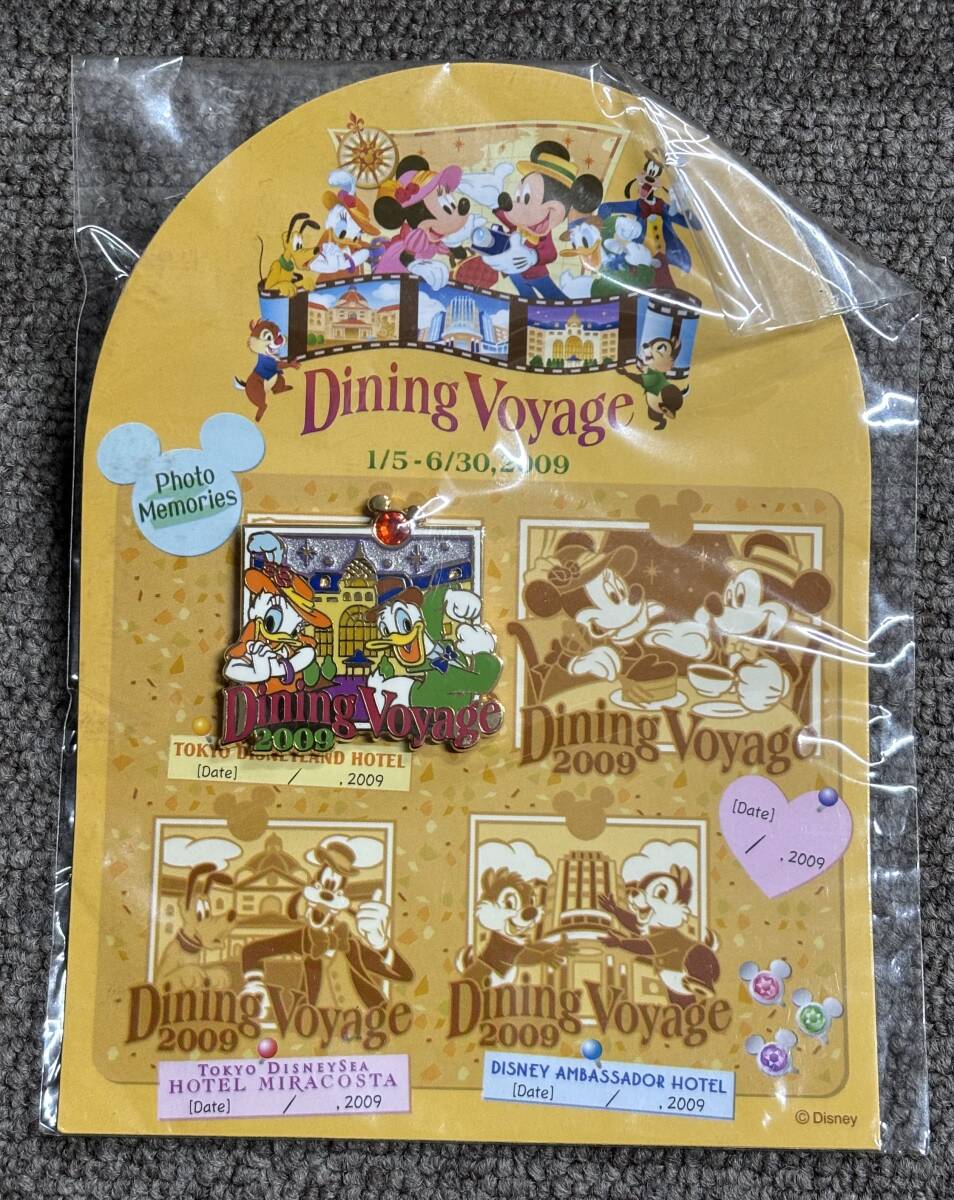 Dining Voyage
1/5-6/30,2009
Photo
Memories
Dining Voyage
2009
Dining Voyage
2009
TOKYO DISNEYLAND HOTEL
[Date] / , 2009
[Date]
/ , 2009
Dining Voyage
2009
Dining Voyage
2009
TOKYO DISNEYSEA
HOTEL MIRACOSTA
[Date] / , 2009
DISNEY AMBASSADOR HOTEL
[Date] / , 2009
© Disney